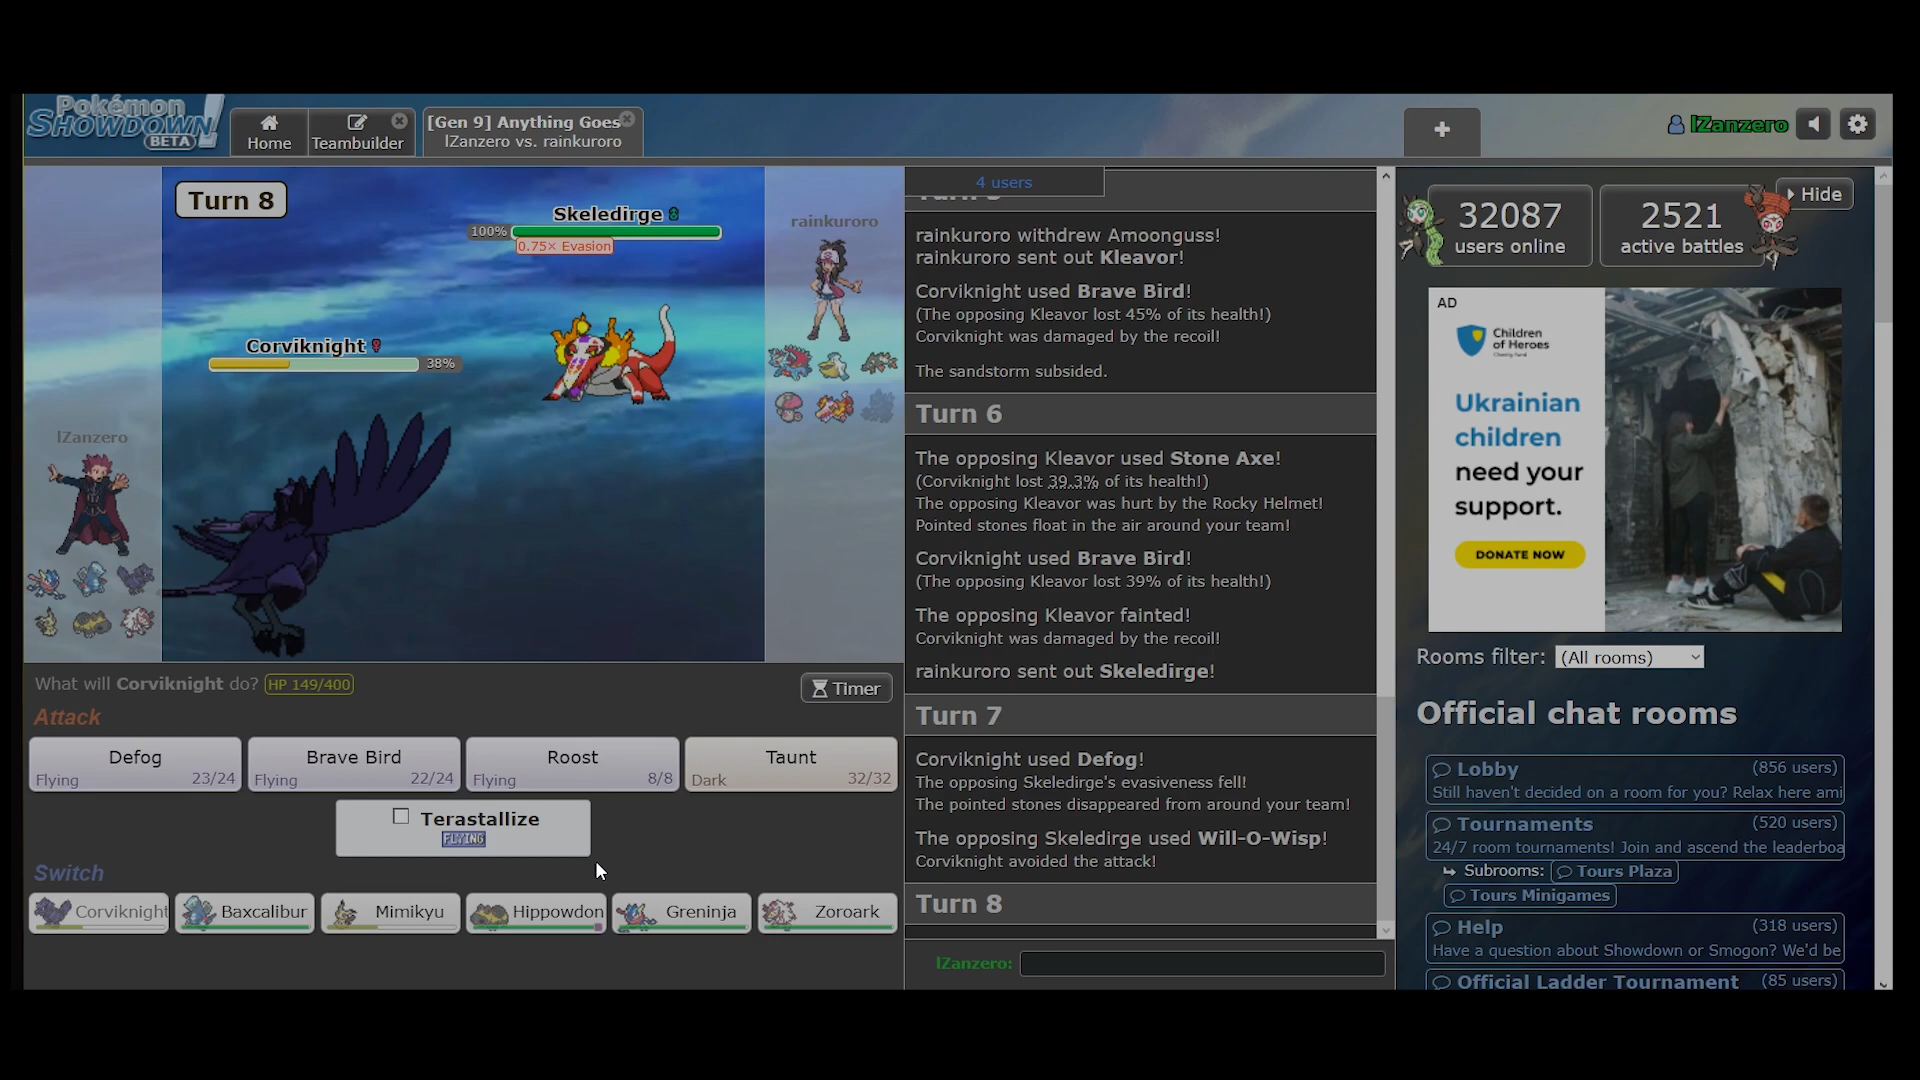 Pokémon
SHOWDOWN!
BETA
Home
Teambuilder
[Gen 9] Anything Goes
lZanzero vs. rainkuroro
+
lZanzero
Turn 8
Skeledirge
100%
0.75× Evasion
Corviknight
38%
rainkuroro
lZanzero
4 users
rainkuroro withdrew Amoonguss!
rainkuroro sent out Kleavor!
Corviknight used Brave Bird!
(The opposing Kleavor lost 45% of its health!)
Corviknight was damaged by the recoil!
The sandstorm subsided.
Turn 6
The opposing Kleavor used Stone Axe!
(Corviknight lost 39.3% of its health!)
The opposing Kleavor was hurt by the Rocky Helmet!
Pointed stones float in the air around your team!
Corviknight used Brave Bird!
(The opposing Kleavor lost 39% of its health!)
The opposing Kleavor fainted!
Corviknight was damaged by the recoil!
rainkuroro sent out Skeledirge!
Turn 7
Corviknight used Defog!
The opposing Skeledirge's evasiveness fell!
The pointed stones disappeared from around your team!
The opposing Skeledirge used Will-O-Wisp!
Corviknight avoided the attack!
Turn 8
lZanzero:
What will Corviknight do? HP 149/400
Timer
Attack
Defog
Flying 23/24
Brave Bird
Flying 22/24
Roost
Flying 8/8
Taunt
Dark 32/32
Terastallize
FLYING
Switch
Corviknight
Baxcalibur
Mimikyu
Hippowdon
Greninja
Zoroark
32087
users online
2521
active battles
Hide
AD
Children
of Heroes
Ukrainian
children
need your
support.
DONATE NOW
Rooms filter: (All rooms)
Official chat rooms
Lobby (856 users)
Still haven't decided on a room for you? Relax here ami
Tournaments (520 users)
24/7 room tournaments! Join and ascend the leaderboa
Subrooms: Tours Plaza
Tours Minigames
Help (318 users)
Have a question about Showdown or Smogon? We'd be
Official Ladder Tournament (85 users)